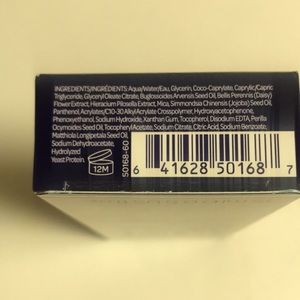 INGREDIENTS/INGRÉDIENTS: Aqua/Water/Eau, Glycerin, Coco-Caprylate, Caprylic/Capric
Triglyceride, Glyceryl Oleate Citrate, Buglossoides Arvensis Seed Oil, Bellis Perennis (Daisy)
Flower Extract, Hieracium Pilosella Extract, Mica, Simmondsia Chinensis (Jojoba) Seed Oil,
Panthenol, Acrylates/C10-30 Alkyl Acrylate Crosspolymer, Hydroxyacetophenone,
Phenoxyethanol, Sodium Hydroxide, Xanthan Gum, Tocopherol, Disodium EDTA, Perilla
Ocymoides Seed Oil, Tocopheryl Acetate, Sodium Citrate, Citric Acid, Sodium Benzoate,
Matthiola Longipetala Seed Oil,
Sodium Dehydroacetate,
Hydrolyzed
Yeast Protein.
12M
S0168-60
6 41628 50168 7